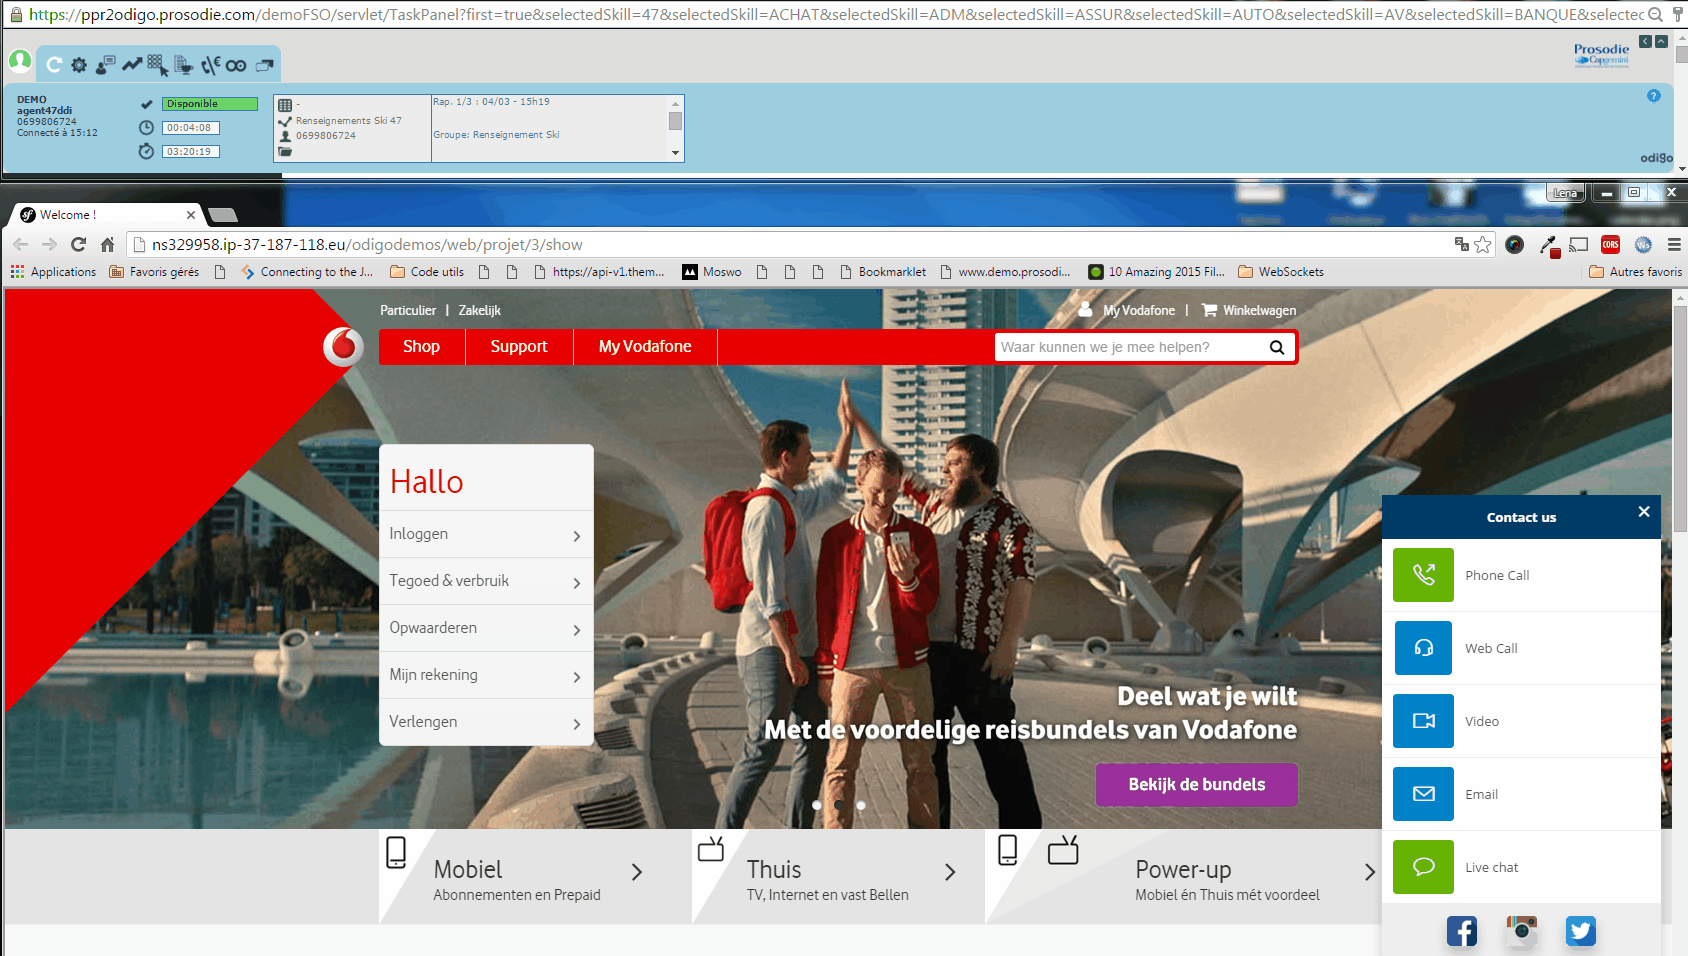 https://ppr2odigo.prosodie.com/demoFSO/servlet/TaskPanel?first=true&selectedSkill=47&selectedSkill=ACHAT&selectedSkill=ADM&selectedSkill=ASSUR&selectedSkill=AUTO&selectedSkill=AV&selectedSkill=BANQUE&selectec
Prosodie
Capgemini
DEMO
agent47ddi
0699806724
Connecté à 15:12
Disponible
00:04:08
03:20:19
-
Renseignements Ski 47
0699806724
Rap. 1/3 : 04/03 - 15h19
Groupe: Renseignement Ski
?
odigo
Lena
Welcome !
ns329958.ip-37-187-118.eu/odigodemos/web/projet/3/show
CORS
Ws
Applications
Favoris gérés
Connecting to the J...
Code utils
https://api-v1.them...
Moswo
Bookmarklet
www.demo.prosodi...
10 Amazing 2015 Fil...
WebSockets
Autres favoris
Particulier | Zakelijk
My Vodafone | Winkelwagen
Shop
Support
My Vodafone
Waar kunnen we je mee helpen?
Hallo
Inloggen
Tegoed & verbruik
Opwaarderen
Mijn rekening
Verlengen
Deel wat je wilt
Met de voordelige reisbundels van Vodafone
Bekijk de bundels
Mobiel
Abonnementen en Prepaid
Thuis
TV, Internet en vast Bellen
Power-up
Mobiel én Thuis mét voordeel
Contact us
Phone Call
Web Call
Video
Email
Live chat